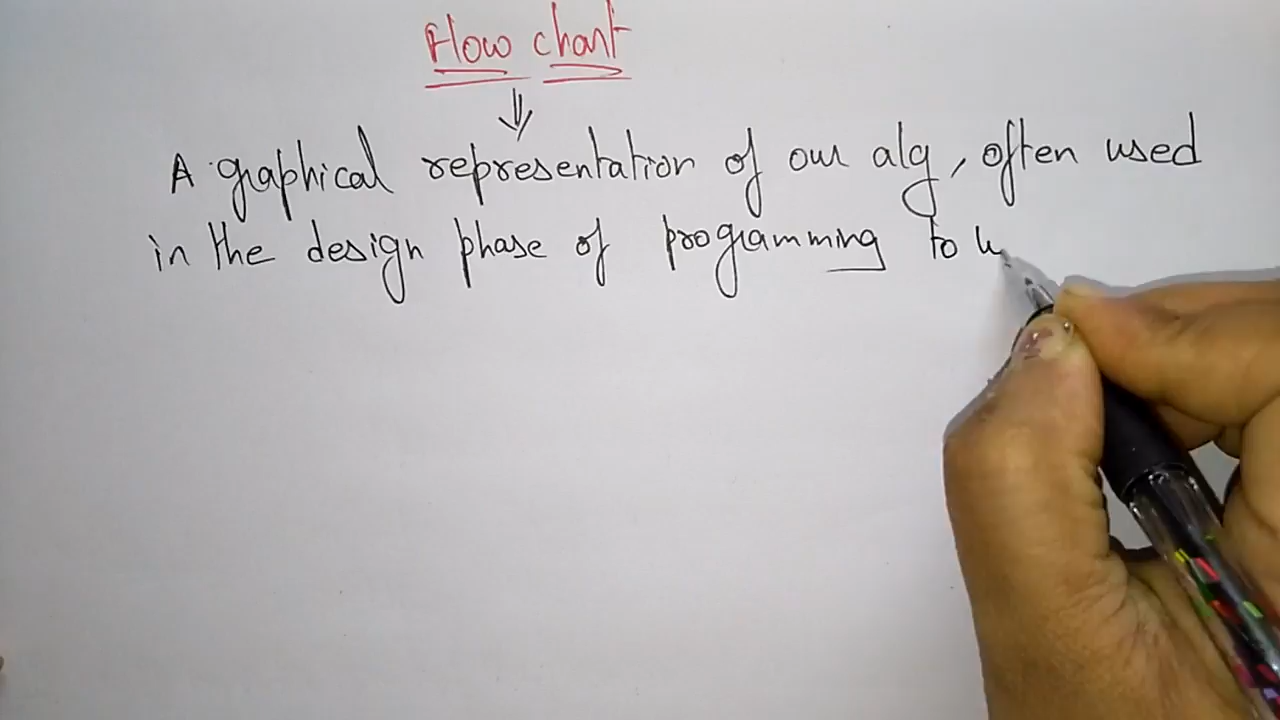 Flow chart
A graphical representation of our alg, often used
in the design phase of programming to